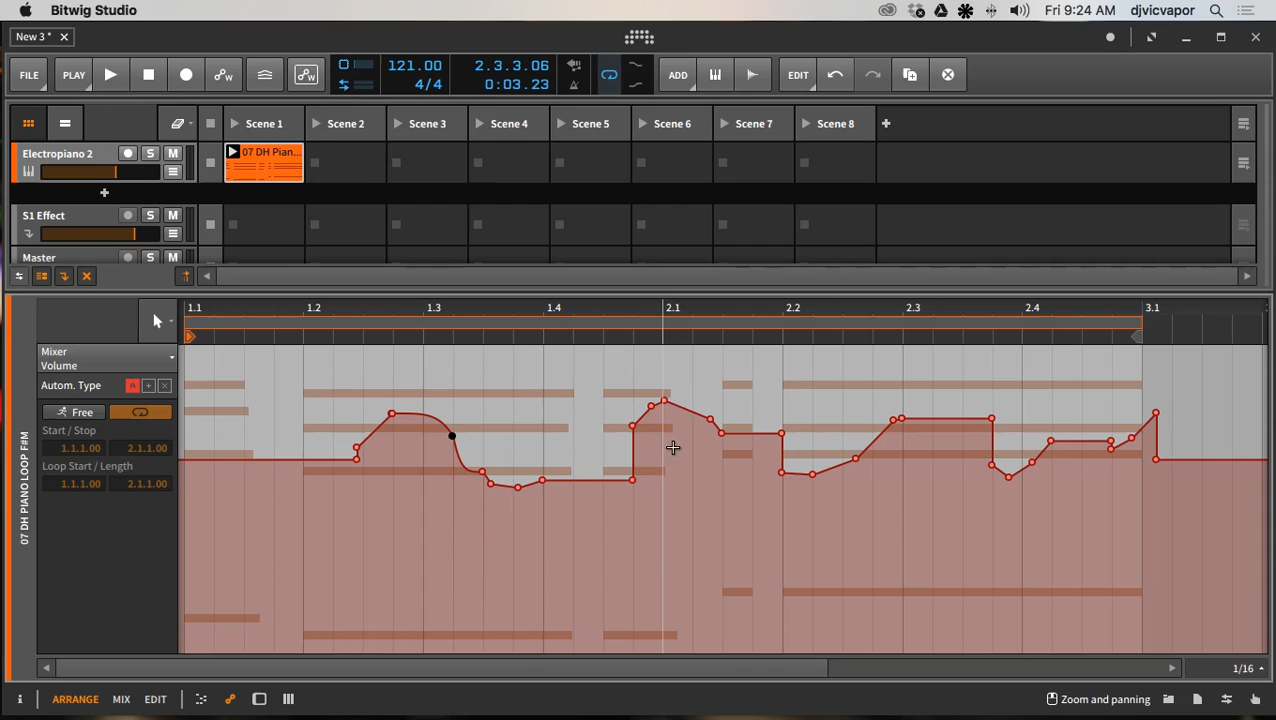 Bitwig Studio
Fri 9:24 AM
djvicvapor
New 3 *
FILE
PLAY
121.00
4/4
2.3.3.06
0:03.23
ADD
EDIT
Scene 1
Scene 2
Scene 3
Scene 4
Scene 5
Scene 6
Scene 7
Scene 8
Electropiano 2
S
M
07 DH Pian...
S1 Effect
S
M
Master
S
M
1.1
1.2
1.3
1.4
2.1
2.2
2.3
2.4
3.1
Mixer
Volume
Autom. Type
Free
Start / Stop
1.1.1.00
2.1.1.00
Loop Start / Length
1.1.1.00
2.1.1.00
07 DH PIANO LOOP F#M
1/16
ARRANGE
MIX
EDIT
Zoom and panning